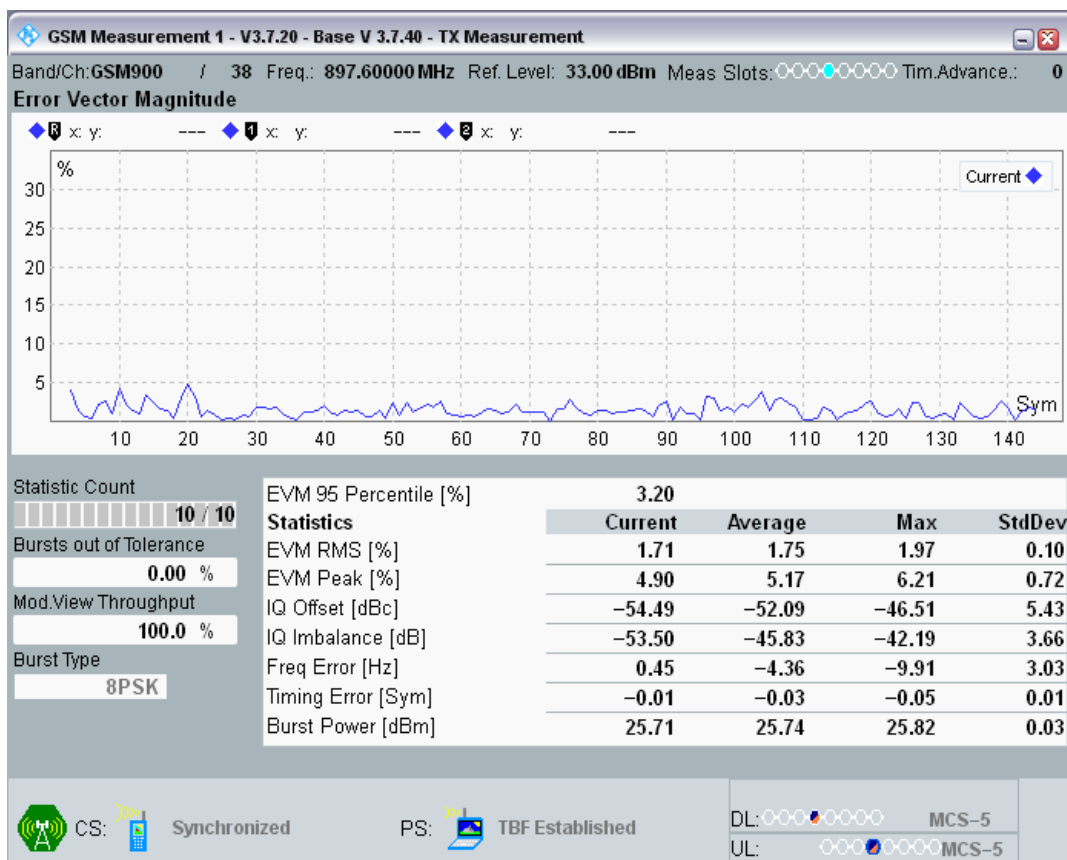 GSM Measurement 1 - V3.7.20 - Base V 3.7.40 - TX Measurement
Band/Ch:GSM900 / 38 Freq.: 897.60000 MHz Ref. Level: 33.00 dBm Meas Slots: Tim.Advance.: 0
Error Vector Magnitude
R x: y: --- 1 x: y: --- 2 x: y: ---
%
Current
30
25
20
15
10
5
Sym
10 20 30 40 50 60 70 80 90 100 110 120 130 140
Statistic Count
10 / 10
Bursts out of Tolerance
0.00 %
Mod.View Throughput
100.0 %
Burst Type
8PSK
EVM 95 Percentile [%] 3.20
Statistics Current Average Max StdDev
EVM RMS [%] 1.71 1.75 1.97 0.10
EVM Peak [%] 4.90 5.17 6.21 0.72
IQ Offset [dBc] −54.49 −52.09 −46.51 5.43
IQ Imbalance [dB] −53.50 −45.83 −42.19 3.66
Freq Error [Hz] 0.45 −4.36 −9.91 3.03
Timing Error [Sym] −0.01 −0.03 −0.05 0.01
Burst Power [dBm] 25.71 25.74 25.82 0.03
CS: Synchronized PS: TBF Established
DL: MCS−5
UL: MCS−5